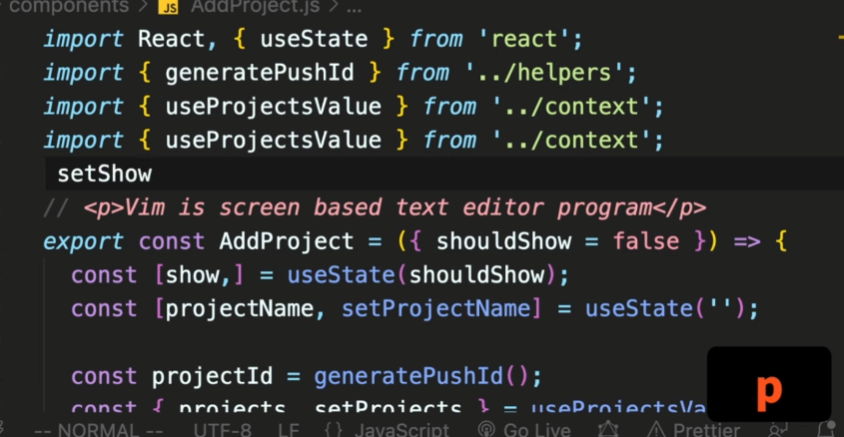 components > JS AddProject.js > ...
import React, { useState } from 'react';
import { generatePushId } from '../helpers';
import { useProjectsValue } from '../context';
import { useProjectsValue } from '../context';
setShow
// <p>Vim is screen based text editor program</p>
export const AddProject = ({ shouldShow = false }) => {
const [show,] = useState(shouldShow);
const [projectName, setProjectName] = useState('');
const projectId = generatePushId();
const { projects, setProjects } = useProjectsVa
p
-- NORMAL -- UTF-8 LF {} JavaScript Go Live Prettier